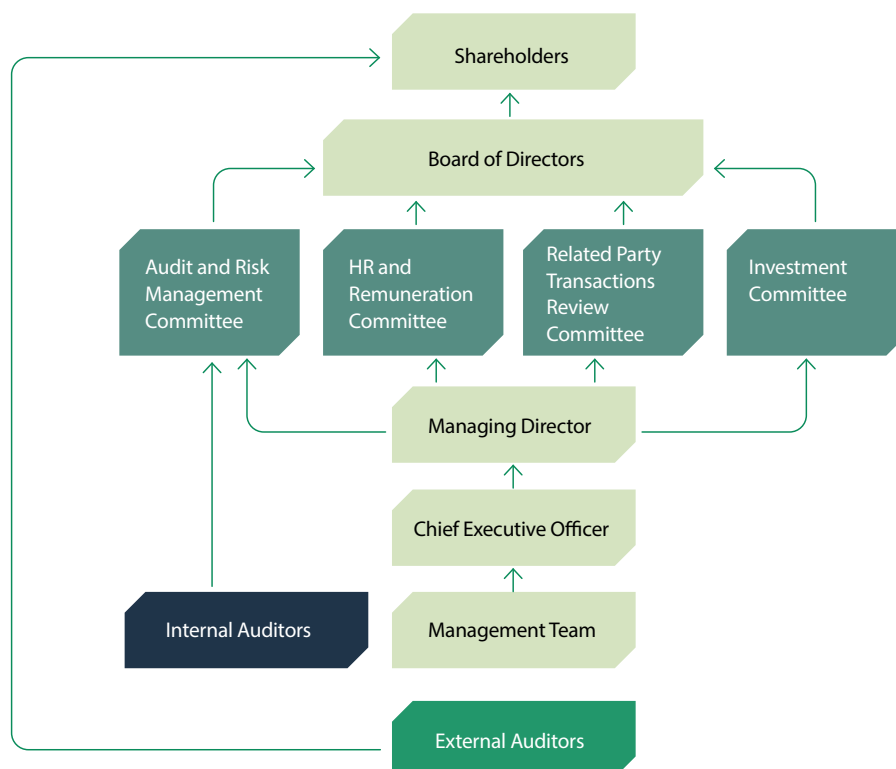 Shareholders
Board of Directors
Audit and Risk
Management
Committee
HR and
Remuneration
Committee
Related Party
Transactions
Review
Committee
Investment
Committee
Managing Director
Chief Executive Officer
Internal Auditors
Management Team
External Auditors